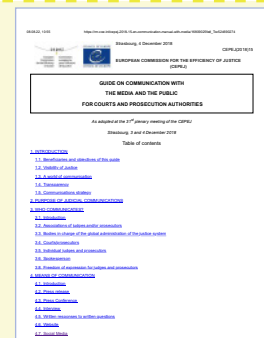 Strasbourg, 4 December 2018
CEPEJ(2018)15
EUROPEAN COMMISSION FOR THE EFFICIENCY OF JUSTICE
(CEPEJ)
GUIDE ON COMMUNICATION WITH
THE MEDIA AND THE PUBLIC
FOR COURTS AND PROSECUTION AUTHORITIES
As adopted at the 31st plenary meeting of the CEPEJ
Strasbourg, 3 and 4 December 2018
Table of contents
1. INTRODUCTION
1.1. Beneficiaries and objectives of this guide
1.2. Visibility of Justice
1.3. A world of communication
1.4. Transparency
1.5. Communications strategy
2. PURPOSE OF JUDICIAL COMMUNICATIONS
3. WHO COMMUNICATES?
3.1. Introduction
3.2. Associations of judges and/or prosecutors
3.3. Bodies in charge of the global administration of the justice system
3.4. Courts/prosecutors
3.5. Individual judges and prosecutors
3.6. Spokesperson
3.8. Freedom of expression for judges and prosecutors
4. MEANS OF COMMUNICATION
4.1. Introduction
4.2. Press release
4.3. Press Conference
4.4. Interview
4.5. Written responses to written questions
4.6. Website
4.7. Social Media